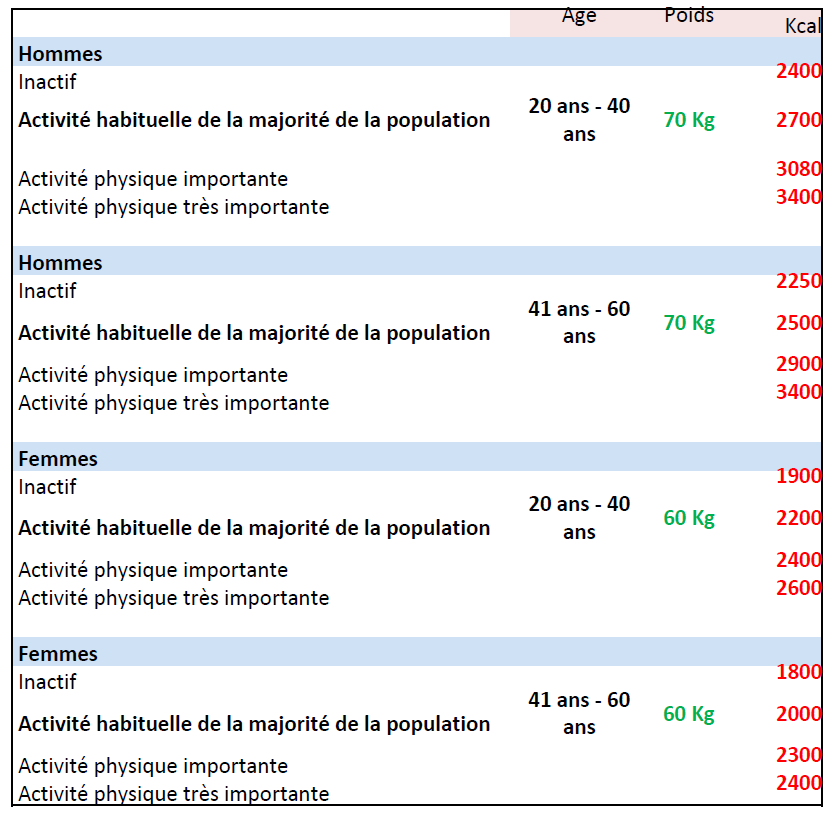 Age Poids Kcal
Hommes
Inactif 2400
Activité habituelle de la majorité de la population 20 ans - 40 70 Kg 2700
ans
Activité physique importante 3080
Activité physique très importante 3400
Hommes
Inactif 2250
Activité habituelle de la majorité de la population 41 ans - 60 70 Kg 2500
ans
Activité physique importante 2900
Activité physique très importante 3400
Femmes
Inactif 1900
Activité habituelle de la majorité de la population 20 ans - 40 60 Kg 2200
ans
Activité physique importante 2400
Activité physique très importante 2600
Femmes
Inactif 1800
Activité habituelle de la majorité de la population 41 ans - 60 60 Kg 2000
ans
Activité physique importante 2300
Activité physique très importante 2400